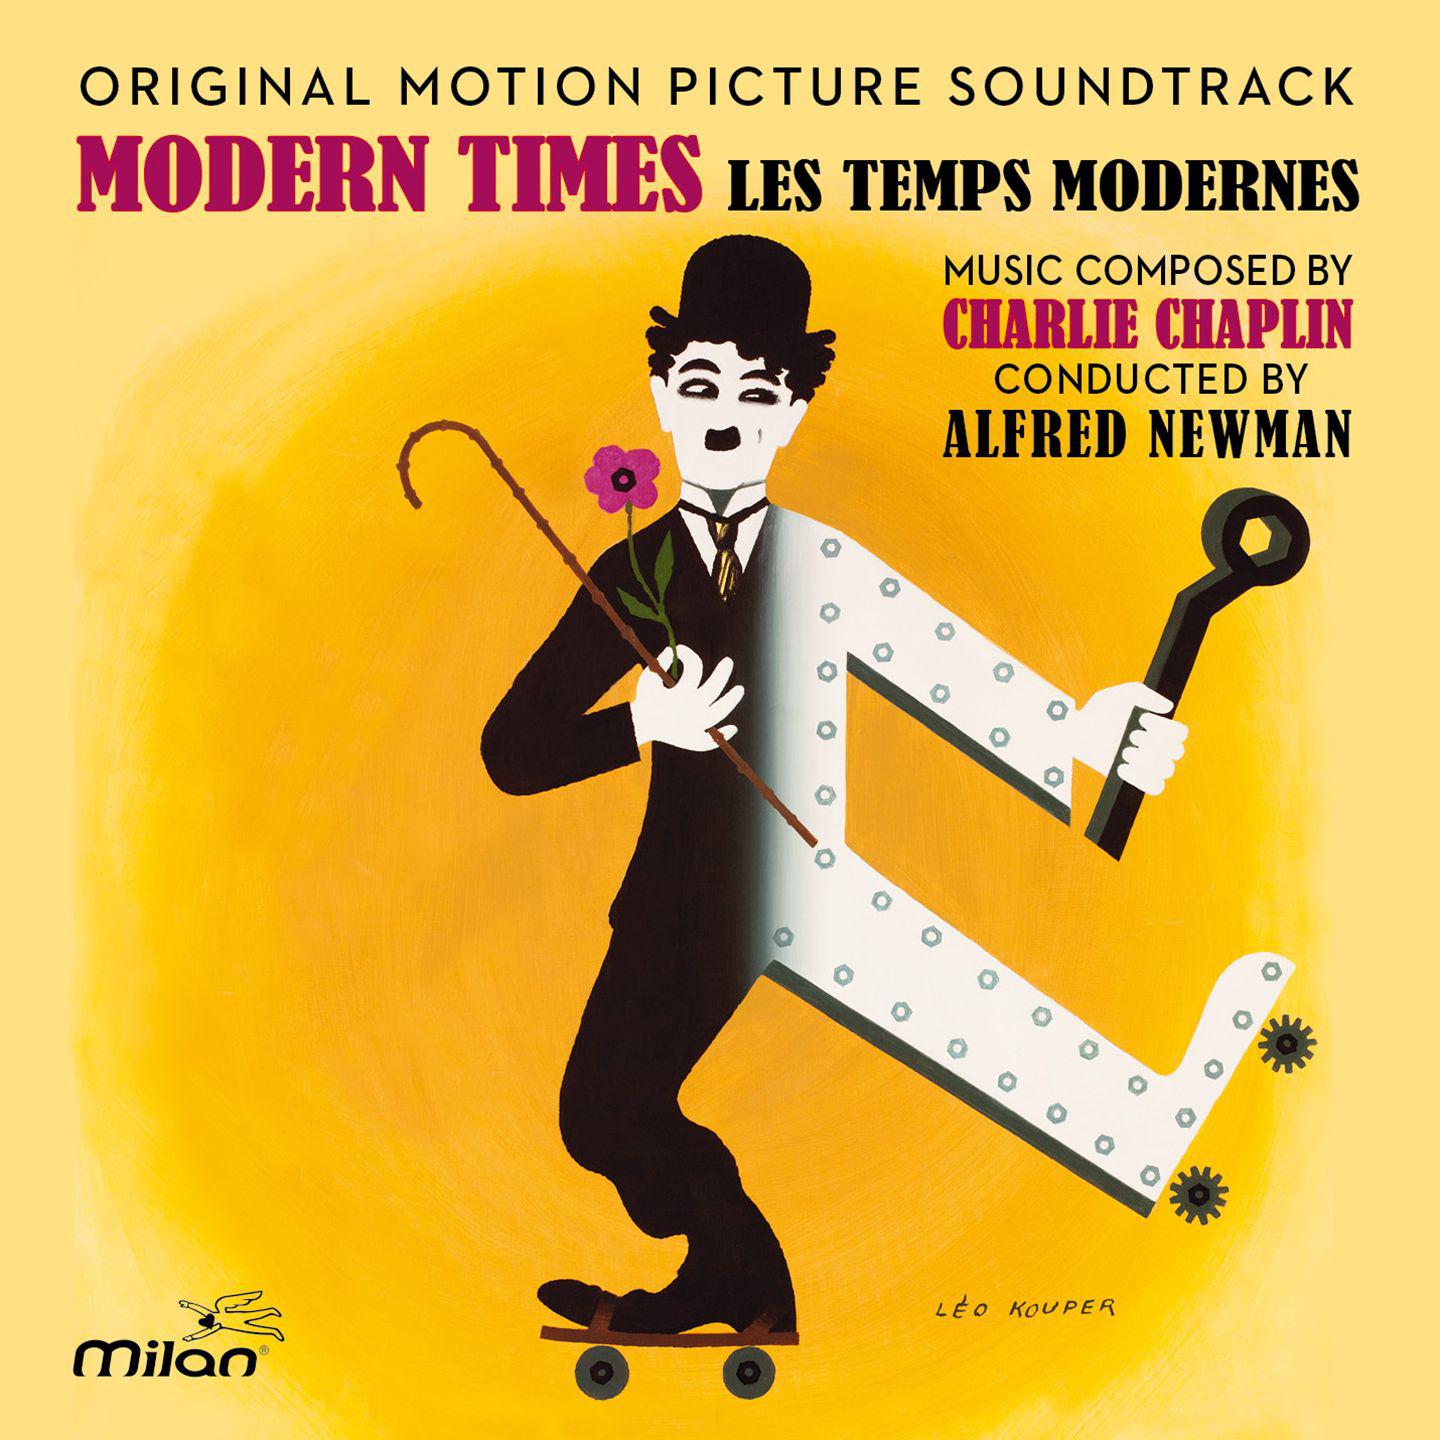 ORIGINAL MOTION PICTURE SOUNDTRACK
MODERN TIMES LES TEMPS MODERNES
MUSIC COMPOSED BY
CHARLIE CHAPLIN
CONDUCTED BY
ALFRED NEWMAN
LÉO KOUPER
milan®